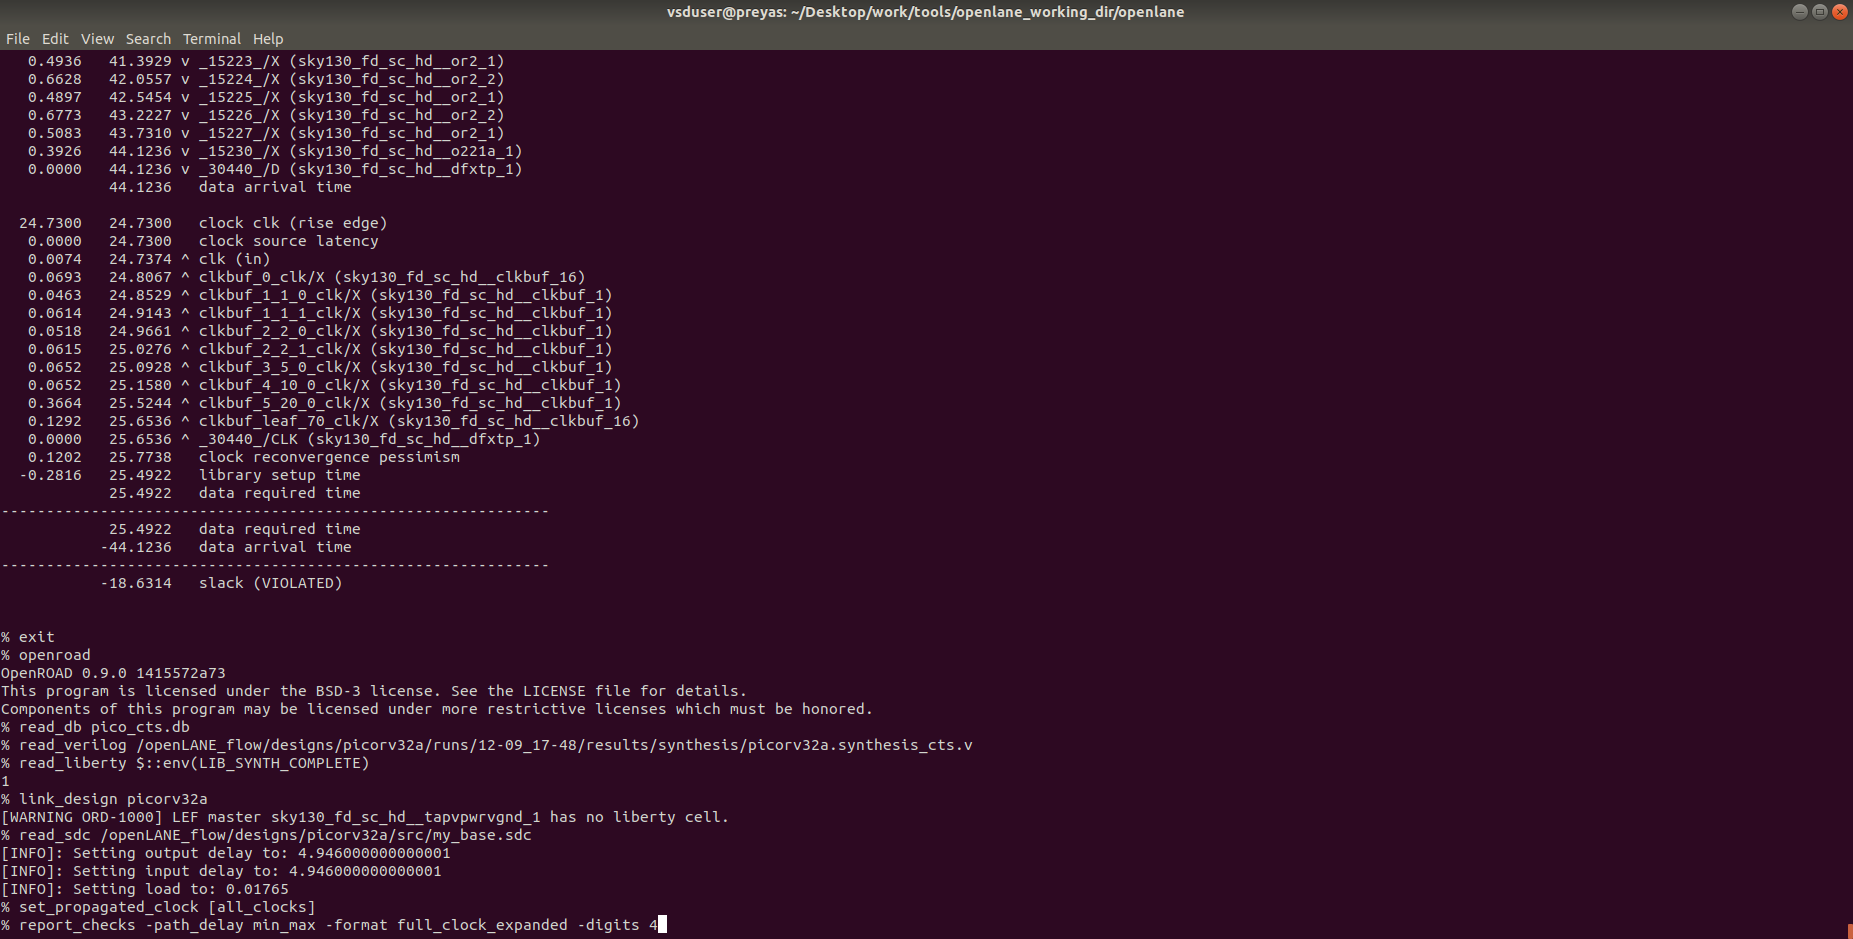 vsduser@preyas: ~/Desktop/work/tools/openlane_working_dir/openlane
File Edit View Search Terminal Help
0.4936 41.3929 v _15223_/X (sky130_fd_sc_hd__or2_1)
0.6628 42.0557 v _15224_/X (sky130_fd_sc_hd__or2_2)
0.4897 42.5454 v _15225_/X (sky130_fd_sc_hd__or2_1)
0.6773 43.2227 v _15226_/X (sky130_fd_sc_hd__or2_2)
0.5083 43.7310 v _15227_/X (sky130_fd_sc_hd__or2_1)
0.3926 44.1236 v _15230_/X (sky130_fd_sc_hd__o221a_1)
0.0000 44.1236 v _30440_/D (sky130_fd_sc_hd__dfxtp_1)
44.1236 data arrival time
24.7300 24.7300 clock clk (rise edge)
0.0000 24.7300 clock source latency
0.0074 24.7374 ^ clk (in)
0.0693 24.8067 ^ clkbuf_0_clk/X (sky130_fd_sc_hd__clkbuf_16)
0.0463 24.8529 ^ clkbuf_1_1_0_clk/X (sky130_fd_sc_hd__clkbuf_1)
0.0614 24.9143 ^ clkbuf_1_1_1_clk/X (sky130_fd_sc_hd__clkbuf_1)
0.0518 24.9661 ^ clkbuf_2_2_0_clk/X (sky130_fd_sc_hd__clkbuf_1)
0.0615 25.0276 ^ clkbuf_2_2_1_clk/X (sky130_fd_sc_hd__clkbuf_1)
0.0652 25.0928 ^ clkbuf_3_5_0_clk/X (sky130_fd_sc_hd__clkbuf_1)
0.0652 25.1580 ^ clkbuf_4_10_0_clk/X (sky130_fd_sc_hd__clkbuf_1)
0.3664 25.5244 ^ clkbuf_5_20_0_clk/X (sky130_fd_sc_hd__clkbuf_1)
0.1292 25.6536 ^ clkbuf_leaf_70_clk/X (sky130_fd_sc_hd__clkbuf_16)
0.0000 25.6536 ^ _30440_/CLK (sky130_fd_sc_hd__dfxtp_1)
0.1202 25.7738 clock reconvergence pessimism
-0.2816 25.4922 library setup time
25.4922 data required time
-------------------------------------------------------------
25.4922 data required time
-44.1236 data arrival time
-------------------------------------------------------------
-18.6314 slack (VIOLATED)
% exit
% openroad
OpenROAD 0.9.0 1415572a73
This program is licensed under the BSD-3 license. See the LICENSE file for details.
Components of this program may be licensed under more restrictive licenses which must be honored.
% read_db pico_cts.db
% read_verilog /openLANE_flow/designs/picorv32a/runs/12-09_17-48/results/synthesis/picorv32a.synthesis_cts.v
% read_liberty $::env(LIB_SYNTH_COMPLETE)
1
% link_design picorv32a
[WARNING ORD-1000] LEF master sky130_fd_sc_hd__tapvpwrvgnd_1 has no liberty cell.
% read_sdc /openLANE_flow/designs/picorv32a/src/my_base.sdc
[INFO]: Setting output delay to: 4.946000000000001
[INFO]: Setting input delay to: 4.946000000000001
[INFO]: Setting load to: 0.01765
% set_propagated_clock [all_clocks]
% report_checks -path_delay min_max -format full_clock_expanded -digits 4